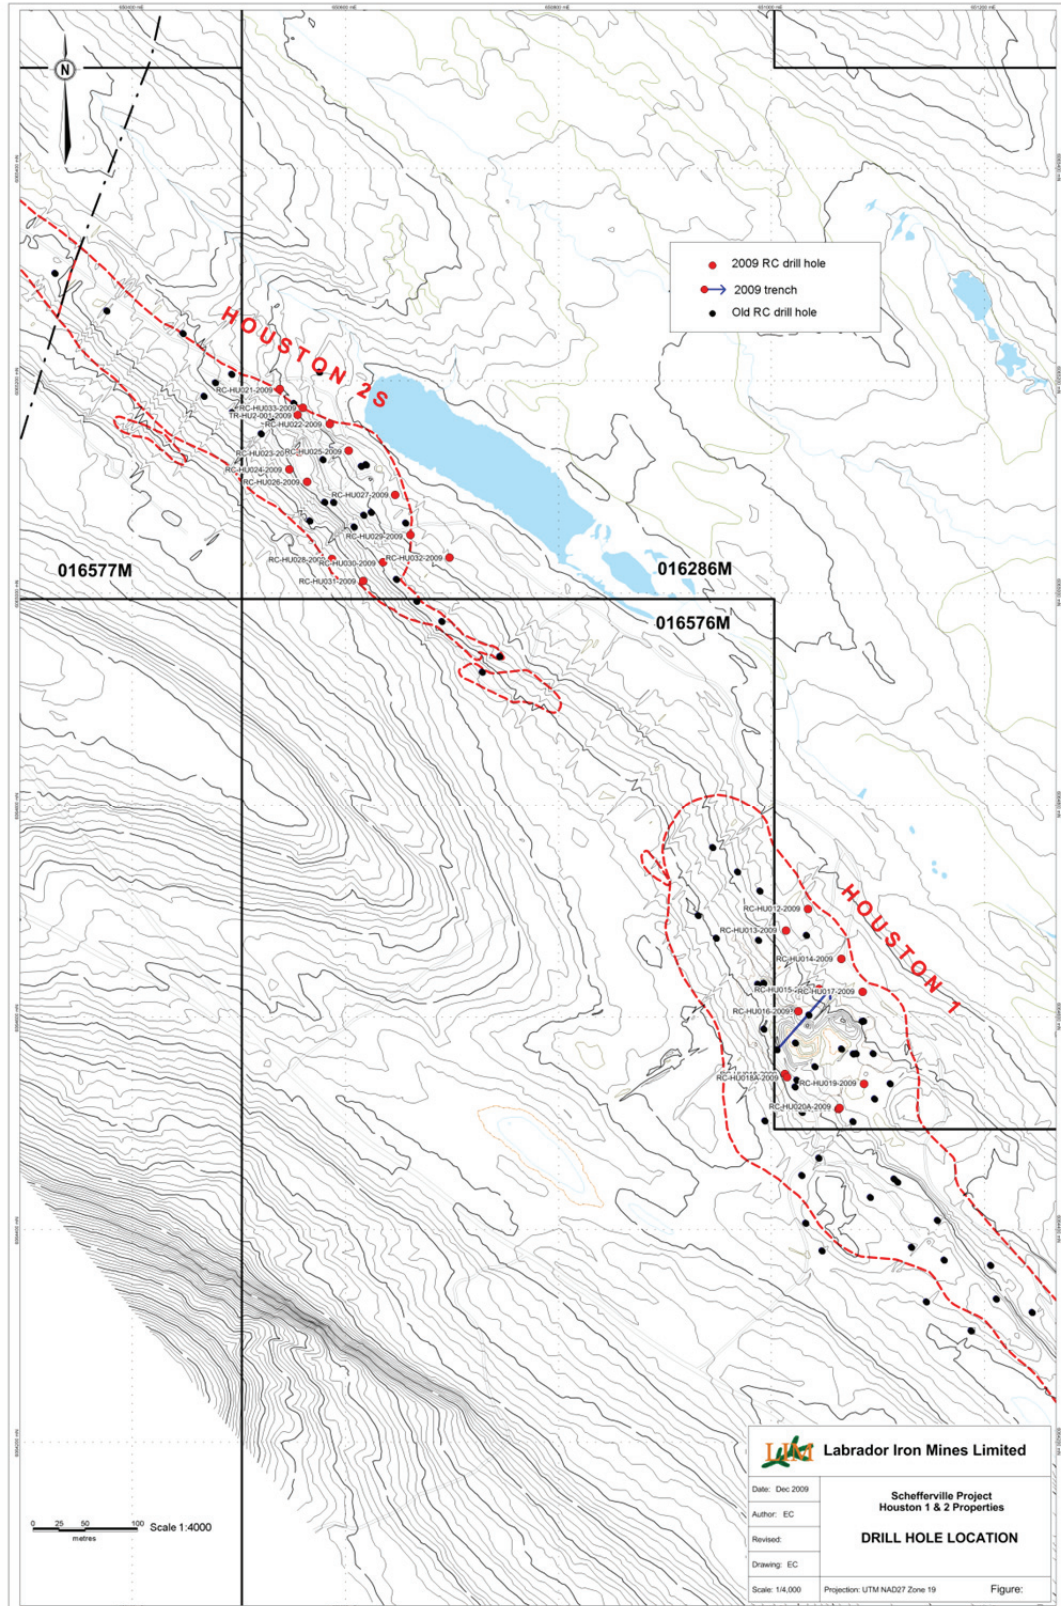 N
2009 RC drill hole
2009 trench
Old RC drill hole
HOUSTON 2S
RC-HU021-2009
RC-HU033-2009
TR-HU2-001-2009
RC-HU022-2009
RC-HU025-2009
RC-HU024-2009
RC-HU026-2009
RC-HU027-2009
RC-HU029-2009
RC-HU030-2009
RC-HU032-2009
RC-HU031-2009
016577M
016286M
016576M
HOUSTON 1
RC-HU012-2009
RC-HU013-2009
RC-HU014-2009
RC-HU017-2009
RC-HU016-2009
RC-HU018A-2009
RC-HU019-2009
RC-HU020A-2009
LIM Labrador Iron Mines Limited
Date: Dec 2009
Author: EC
Revised:
Drawing: EC
Scale: 1/4,000
Schefferville Project
Houston 1 & 2 Properties
DRILL HOLE LOCATION
Projection: UTM NAD27 Zone 19
Figure:
0 25 50 100
metres
Scale 1:4000